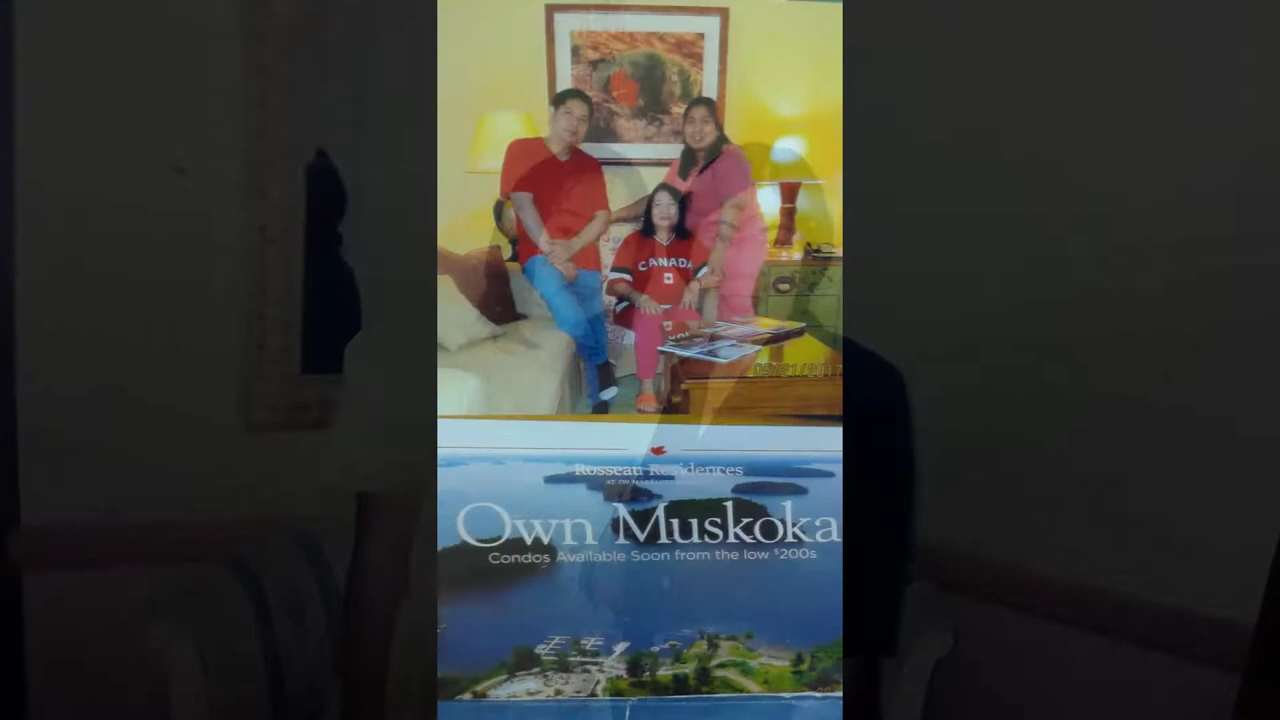 CANADA
Rosseau Residences
Own Muskoka
Condos Available Soon from the low $200s